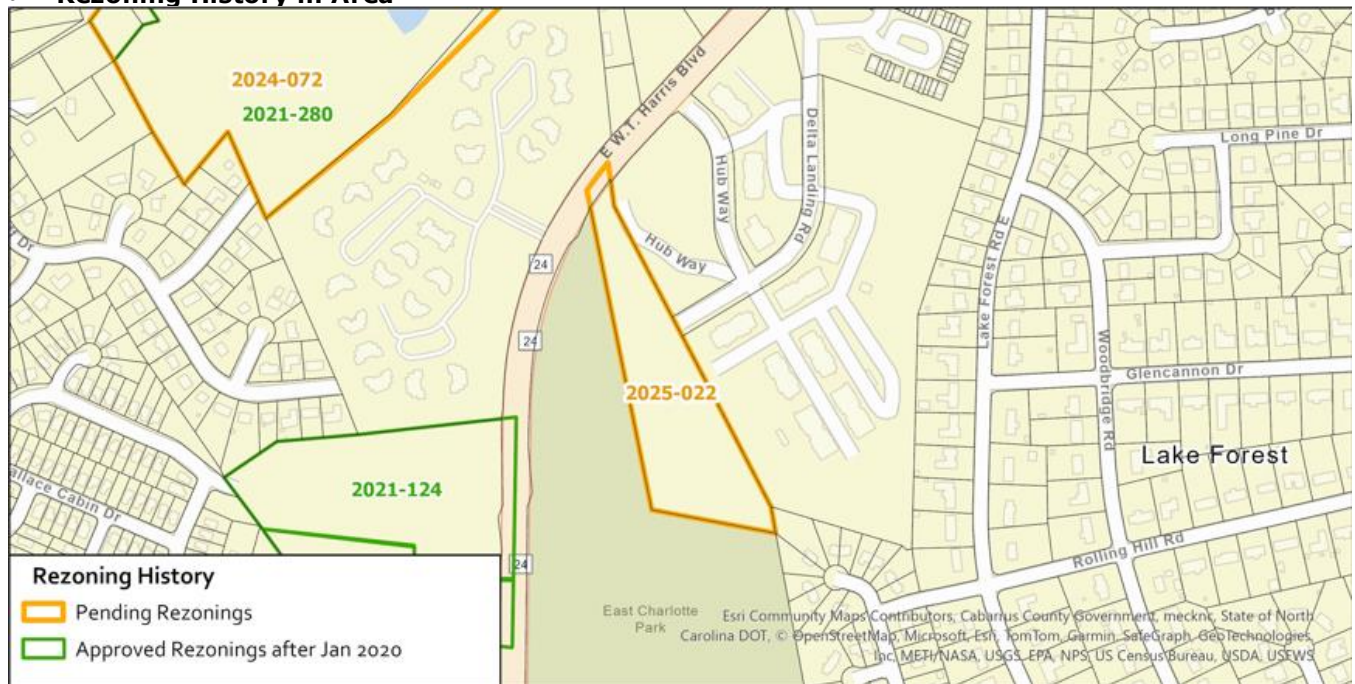 Rezoning History in Area
2024-072
2021-280
E W.T. Harris Blvd
Hub Way
Delta Landing Rd
Hub Way
24
24
24
Lake Forest Rd E
Long Pine Dr
Woodbridge Rd
Glencannon Dr
Lake Forest
Rolling Hill Rd
2025-022
2021-124
Dr
Wallace Cabin Dr
East Charlotte
Park
Rezoning History
Pending Rezonings
Approved Rezonings after Jan 2020
Esri Community Maps Contributors, Cabarrus County Government, mecknc, State of North
Carolina DOT, © OpenStreetMap, Microsoft, Esri, TomTom, Garmin, SafeGraph, GeoTechnologies,
Inc, METI/NASA, USGS, EPA, NPS, US Census Bureau, USDA, USFWS